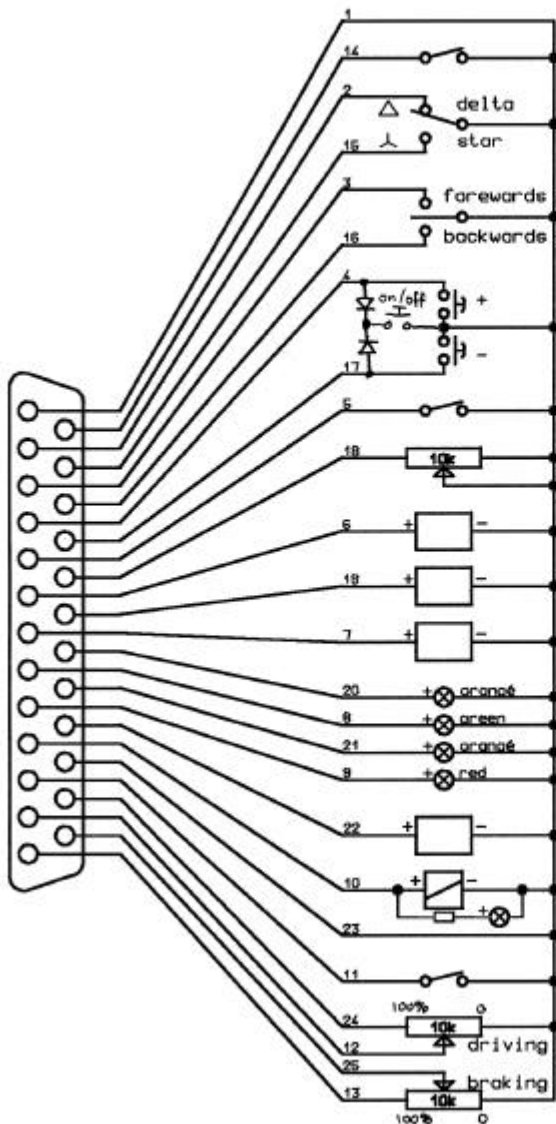 1
14
2
delta
star
15
3
forewards
16
backwards
4
on/off
+
-
17
5
18
10k
6 + -
19 + -
7 + -
20 + orange
8 + green
21 + orange
9 + red
22 + -
10 + -
+
23
11
100% 0
24 10k
12 driving
25 braking
13 10k
100% 0